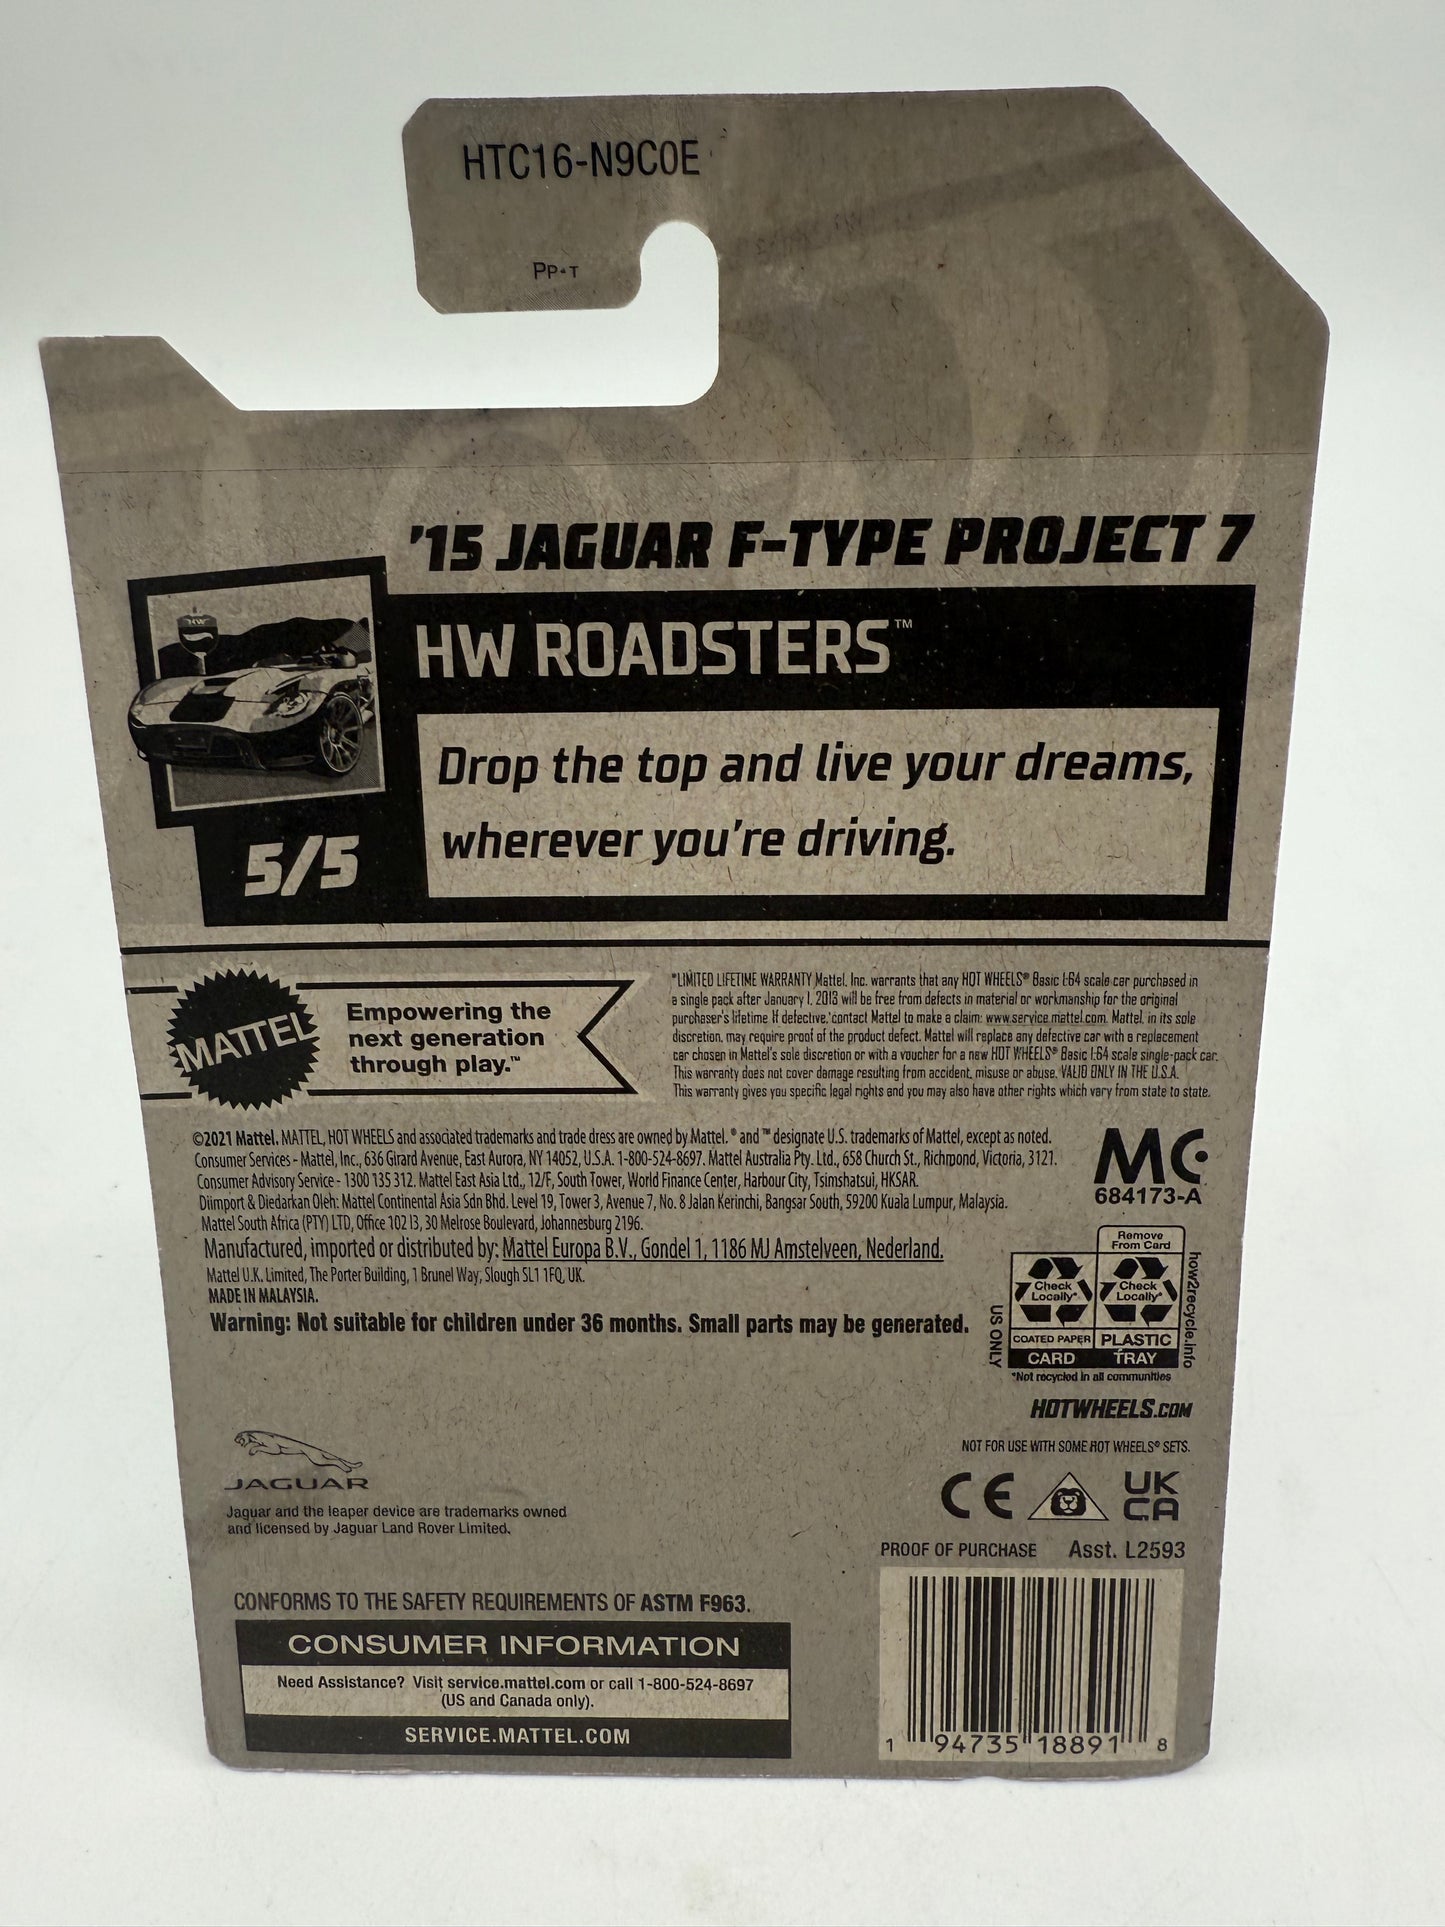 HTC16-N9C0E
PP-T
'15 JAGUAR F-TYPE PROJECT 7
HW ROADSTERS™
HW
Drop the top and live your dreams,
wherever you're driving.
5/5
MATTEL
Empowering the
next generation
through play.™
*LIMITED LIFETIME WARRANTY Mattel, Inc. warrants that any HOT WHEELS® Basic 1:64 scale car purchased in
a single pack after January 1, 2013 will be free from defects in material or workmanship for the original
purchaser's lifetime If defective, contact Mattel to make a claim: www.service.mattel.com. Mattel, in its sole
discretion, may require proof of the product defect. Mattel will replace any defective car with a replacement
car chosen in Mattel's sole discretion or with a voucher for a new HOT WHEELS® Basic 1:64 scale single-pack car.
This warranty does not cover damage resulting from accident, misuse or abuse. VALID ONLY IN THE U.S.A.
This warranty gives you specific legal rights and you may also have other rights which vary from state to state.
©2021 Mattel. MATTEL, HOT WHEELS and associated trademarks and trade dress are owned by Mattel. ® and ™ designate U.S. trademarks of Mattel, except as noted.
Consumer Services - Mattel, Inc., 636 Girard Avenue, East Aurora, NY 14052, U.S.A. 1-800-524-8697. Mattel Australia Pty. Ltd., 658 Church St., Richmond, Victoria, 3121.
Consumer Advisory Service - 1300 135 312. Mattel East Asia Ltd., 12/F, South Tower, World Finance Center, Harbour City, Tsimshatsui, HKSAR.
Diimport & Diedarkan Oleh: Mattel Continental Asia Sdn Bhd. Level 19, Tower 3, Avenue 7, No. 8 Jalan Kerinchi, Bangsar South, 59200 Kuala Lumpur, Malaysia.
Mattel South Africa (PTY) LTD, Office 102 I3, 30 Melrose Boulevard, Johannesburg 2196.
Manufactured, imported or distributed by: Mattel Europa B.V., Gondel 1, 1186 MJ Amstelveen, Nederland.
Mattel U.K. Limited, The Porter Building, 1 Brunel Way, Slough SL1 1FQ, UK.
MADE IN MALAYSIA.
Warning: Not suitable for children under 36 months. Small parts may be generated.
MC
684173-A
Remove
From Card
Check
Locally*
Check
Locally*
COATED PAPER
PLASTIC
CARD
TRAY
US ONLY
how2recycle.info
*Not recycled in all communities
HOTWHEELS.COM
NOT FOR USE WITH SOME HOT WHEELS® SETS.
CE
UK
CA
JAGUAR
Jaguar and the leaper device are trademarks owned
and licensed by Jaguar Land Rover Limited.
PROOF OF PURCHASE Asst. L2593
CONFORMS TO THE SAFETY REQUIREMENTS OF ASTM F963.
CONSUMER INFORMATION
Need Assistance? Visit service.mattel.com or call 1-800-524-8697
(US and Canada only).
SERVICE.MATTEL.COM
1 94735 18891 8